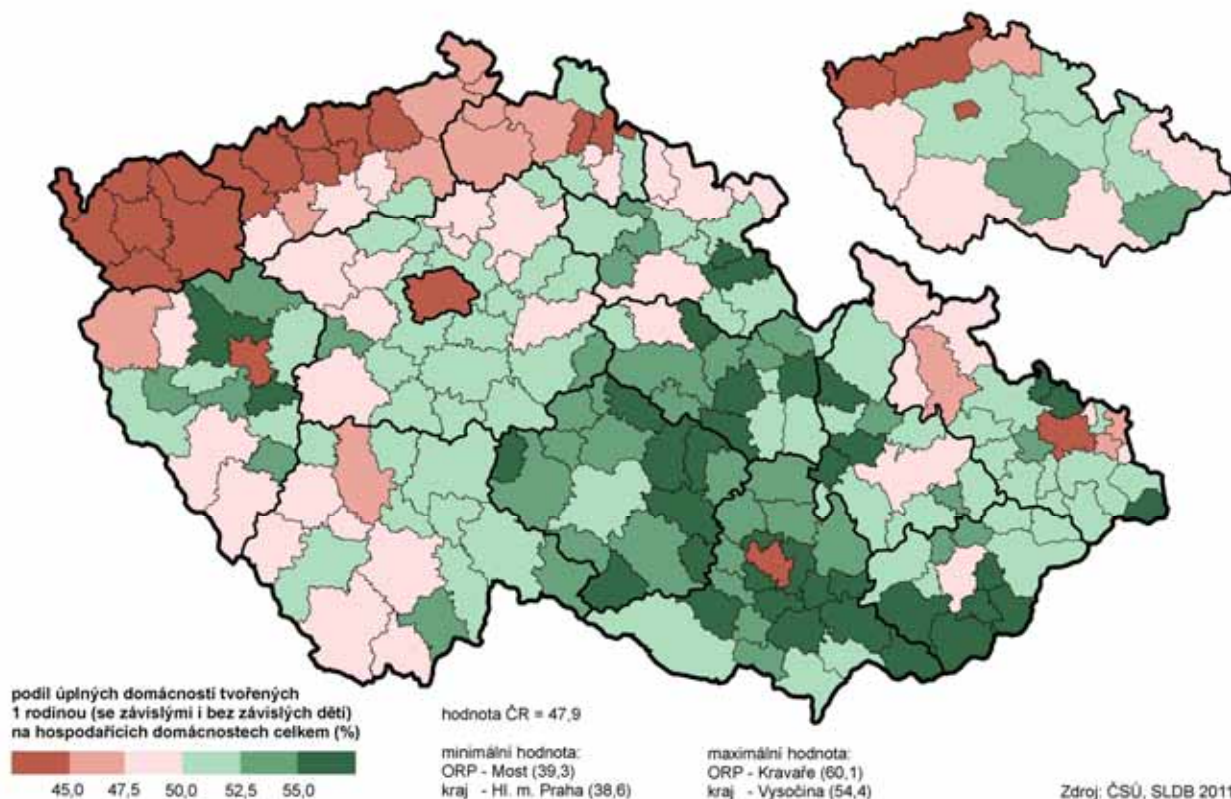 podíl úplných domácností tvořených
1 rodinou (se závislými i bez závislých dětí)
na hospodařících domácnostech celkem (%)
45,0 47,5 50,0 52,5 55,0
hodnota ČR = 47,9
minimální hodnota:
ORP - Most (39,3)
kraj - Hl. m. Praha (38,6)
maximální hodnota:
ORP - Kravaře (60,1)
kraj - Vysočina (54,4)
Zdroj: ČSÚ, SLDB 2011